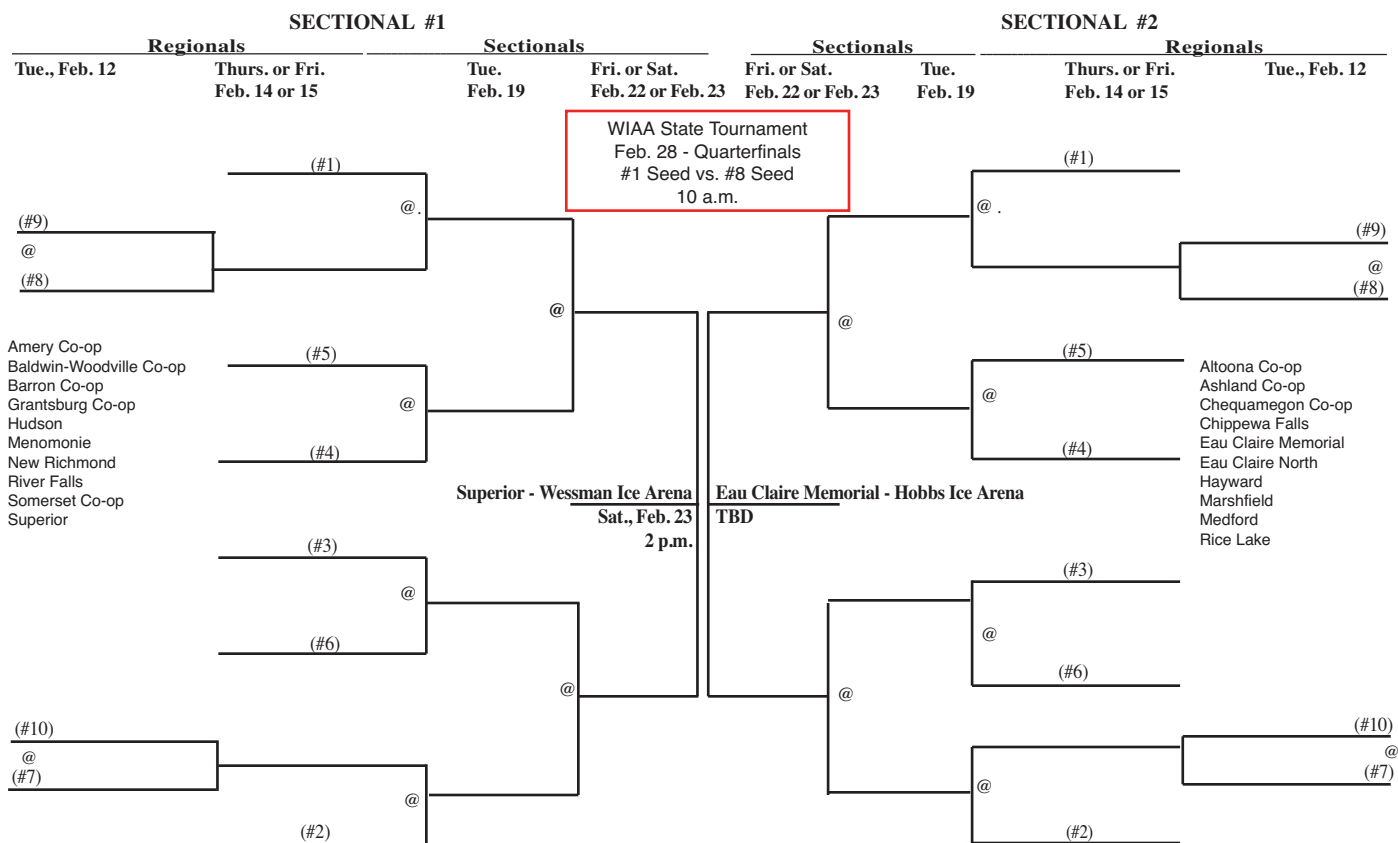 SECTIONAL #1
SECTIONAL #2
Regionals
Sectionals
Sectionals
Regionals
Tue., Feb. 12
Thurs. or Fri.
Feb. 14 or 15
Tue.
Feb. 19
Fri. or Sat.
Feb. 22 or Feb. 23
Fri. or Sat.
Feb. 22 or Feb. 23
Tue.
Feb. 19
Thurs. or Fri.
Feb. 14 or 15
Tue., Feb. 12
WIAA State Tournament
Feb. 28 - Quarterfinals
#1 Seed vs. #8 Seed
10 a.m.
(#1)
@ .
(#9)
@
(#8)
@
(#5)
@
(#4)
Amery Co-op
Baldwin-Woodville Co-op
Barron Co-op
Grantsburg Co-op
Hudson
Menomonie
New Richmond
River Falls
Somerset Co-op
Superior
Superior - Wessman Ice Arena
Sat., Feb. 23
2 p.m.
(#3)
@
(#6)
@
(#10)
@
(#7)
@
(#2)
(#1)
@ .
(#9)
@
(#8)
@
(#5)
@
(#4)
Altoona Co-op
Ashland Co-op
Chequamegon Co-op
Chippewa Falls
Eau Claire Memorial
Eau Claire North
Hayward
Marshfield
Medford
Rice Lake
Eau Claire Memorial - Hobbs Ice Arena
TBD
(#3)
@
(#6)
@
(#10)
@
(#7)
@
(#2)